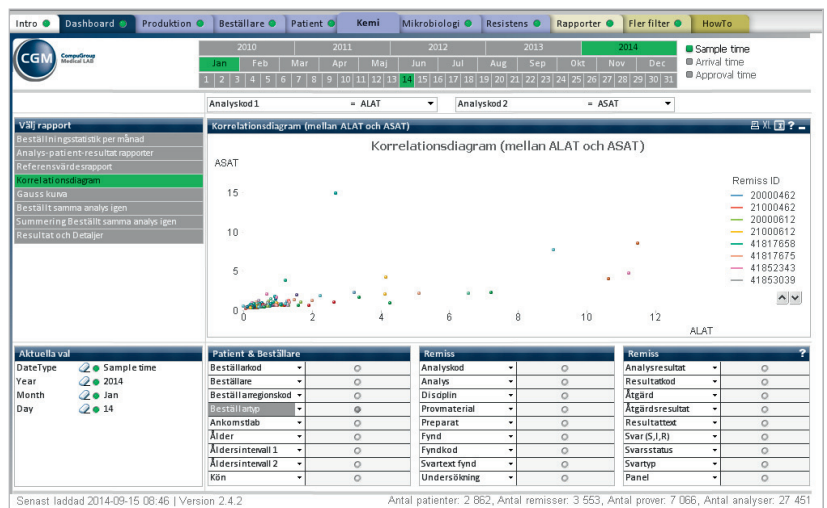 Intro Dashboard Produktion Beställare Patient Kemi Mikrobiologi Resistens Rapporter Fler filter HowTo
CGM CompuGroup Medical LAB
2010 2011 2012 2013 2014
Jan Feb Mar Apr Maj Jun Jul Aug Sep Okt Nov Dec
1 2 3 4 5 6 7 8 9 10 11 12 13 14 15 16 17 18 19 20 21 22 23 24 25 26 27 28 29 30 31
Sample time
Arrival time
Approval time
Analyskod 1 = ALAT Analyskod 2 = ASAT
Välj rapport
Beställningsstatistik per månad
Analys-patient-resultat rapporter
Referensvärdesrapport
Korrelationsdiagram
Gauss kurva
Beställt samma analys igen
Summering Beställt samma analys igen
Resultat och Detaljer
Korrelationsdiagram (mellan ALAT och ASAT) XL ?
Korrelationsdiagram (mellan ALAT och ASAT)
ASAT
15
10
5
0
0 2 4 6 8 10 12
ALAT
Remiss ID
20000462
21000462
20000612
21000612
41817658
41817675
41852343
41853039
Aktuella val
DateType Sample time
Year 2014
Month Jan
Day 14
Patient & Beställare
Beställarkod
Beställare
Beställarregionskod
Beställartyp
Ankomstlab
Ålder
Åldersintervall 1
Åldersintervall 2
Kön
Remiss
Analyskod
Analys
Disciplin
Provmaterial
Preparat
Fynd
Fyndkod
Svartext fynd
Undersökning
Remiss ?
Analysresultat
Resultatkod
Åtgärd
Åtgärdsresultat
Resultattext
Svar (S,I,R)
Svarsstatus
Svartyp
Panel
Senast laddad 2014-09-15 08:46 | Version 2.4.2 Antal patienter: 2 862, Antal remisser: 3 553, Antal prover: 7 066, Antal analyser: 27 451